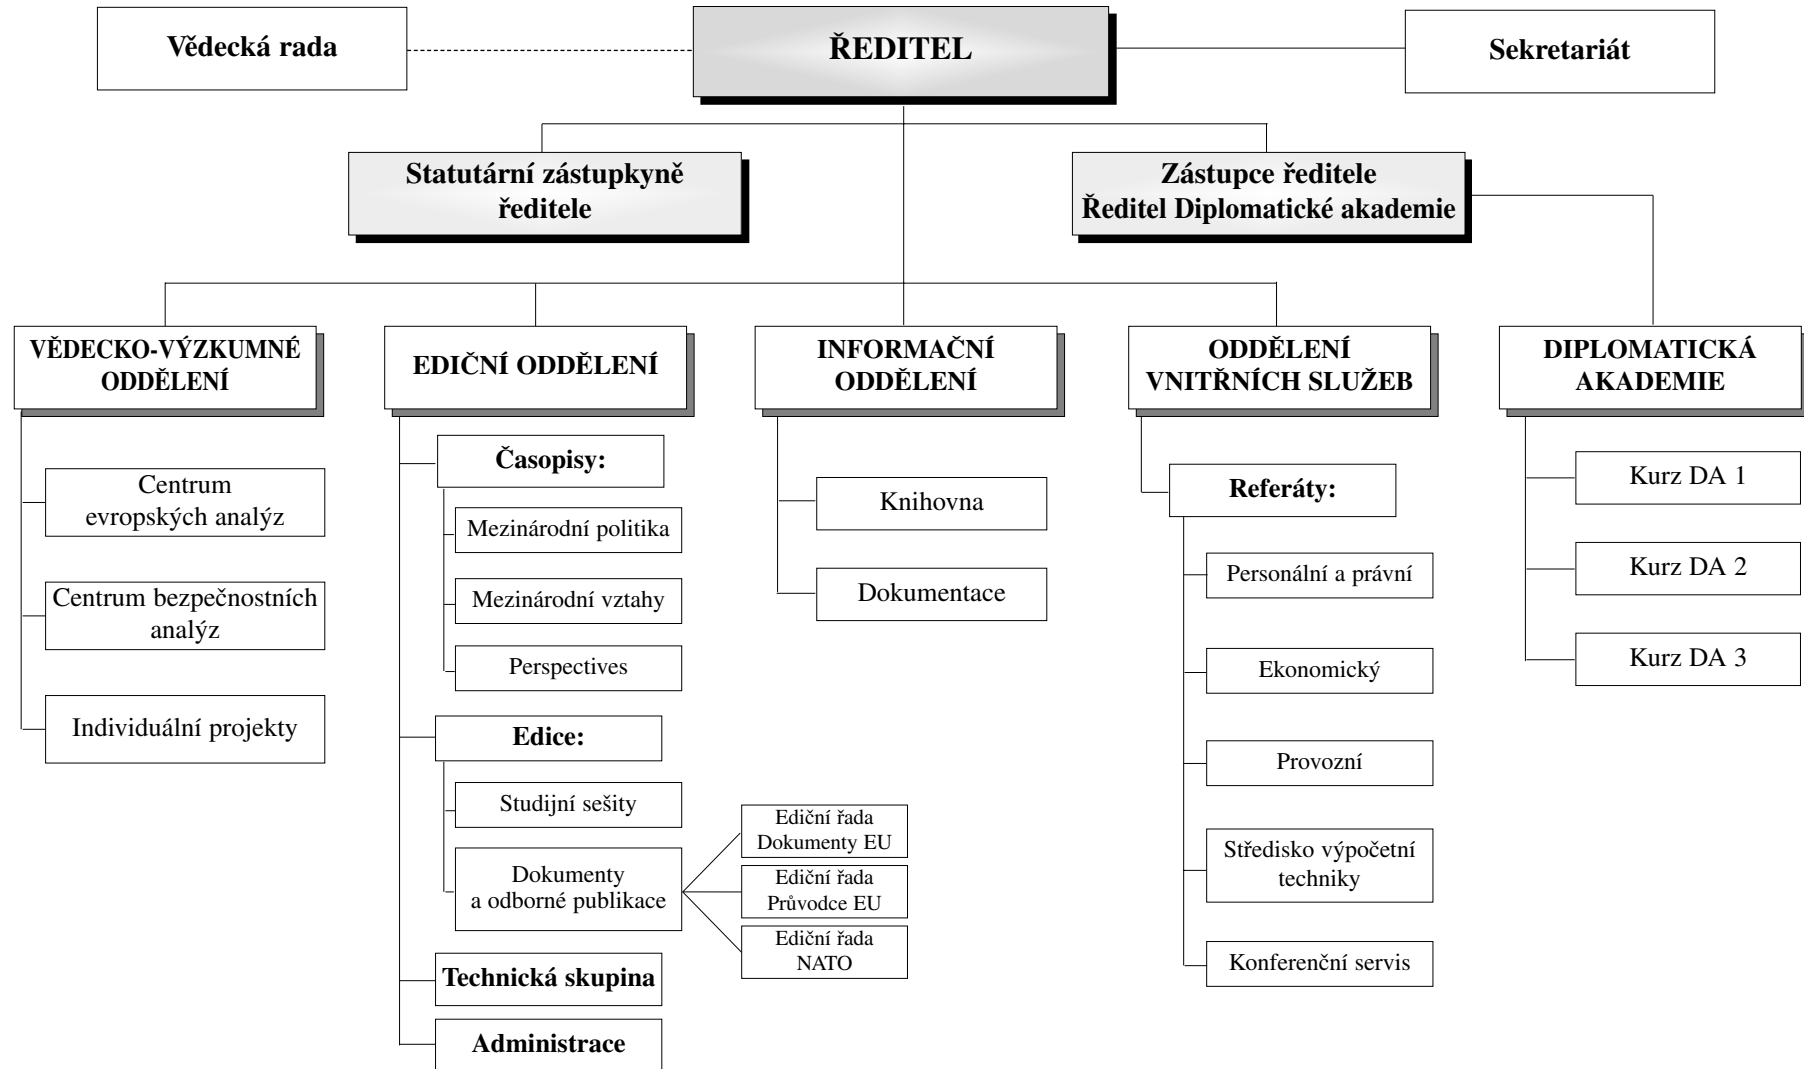 Vědecká rada
ŘEDITEL
Sekretariát
Statutární zástupkyně
ředitele
Zástupce ředitele
Ředitel Diplomatické akademie
VĚDECKO-VÝZKUMNÉ
ODDĚLENÍ
EDIČNÍ ODDĚLENÍ
INFORMAČNÍ
ODDĚLENÍ
ODDĚLENÍ
VNITŘNÍCH SLUŽEB
DIPLOMATICKÁ
AKADEMIE
Centrum
evropských analýz
Centrum bezpečnostních
analýz
Individuální projekty
Časopisy:
Mezinárodní politika
Mezinárodní vztahy
Perspectives
Edice:
Studijní sešity
Dokumenty
a odborné publikace
Ediční řada
Dokumenty EU
Ediční řada
Průvodce EU
Ediční řada
NATO
Technická skupina
Administrace
Knihovna
Dokumentace
Referáty:
Personální a právní
Ekonomický
Provozní
Středisko výpočetní
techniky
Konferenční servis
Kurz DA 1
Kurz DA 2
Kurz DA 3